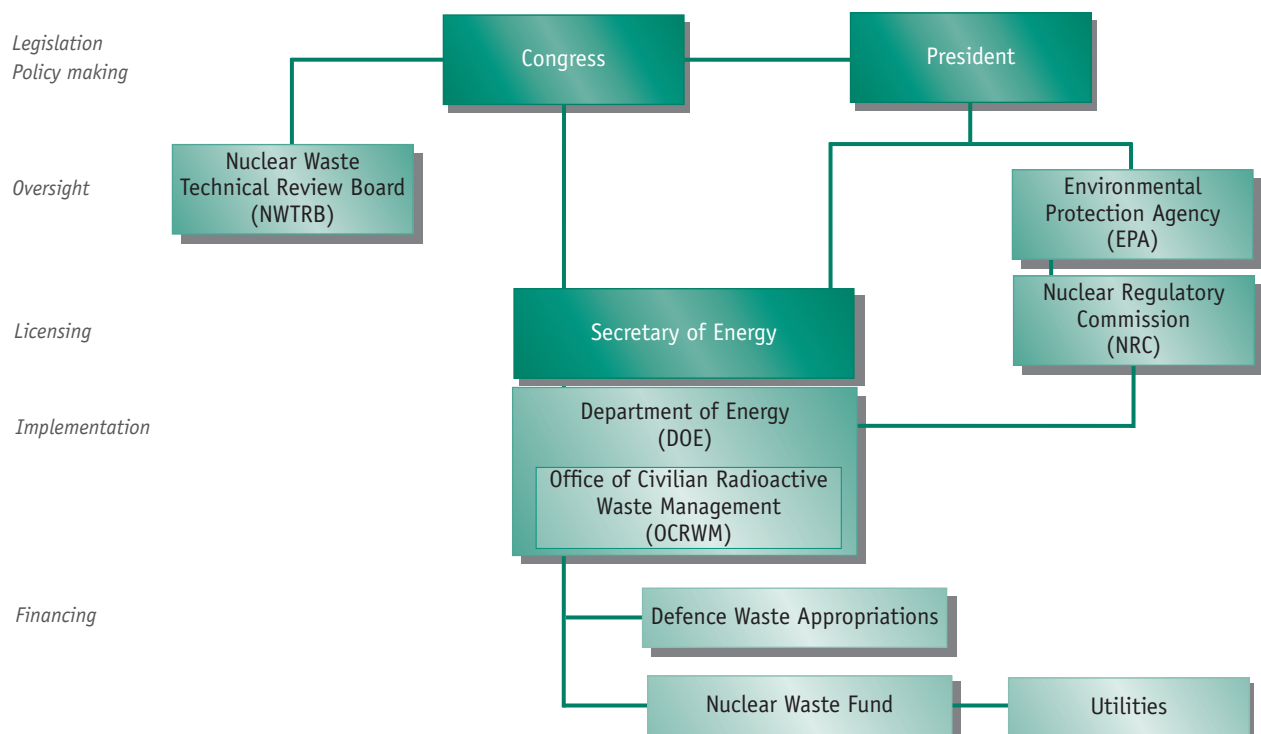 Legislation
Policy making
Congress
President
Oversight
Nuclear Waste
Technical Review Board
(NWTRB)
Environmental
Protection Agency
(EPA)
Licensing
Secretary of Energy
Nuclear Regulatory
Commission
(NRC)
Implementation
Department of Energy
(DOE)
Office of Civilian Radioactive
Waste Management
(OCRWM)
Financing
Defence Waste Appropriations
Nuclear Waste Fund
Utilities